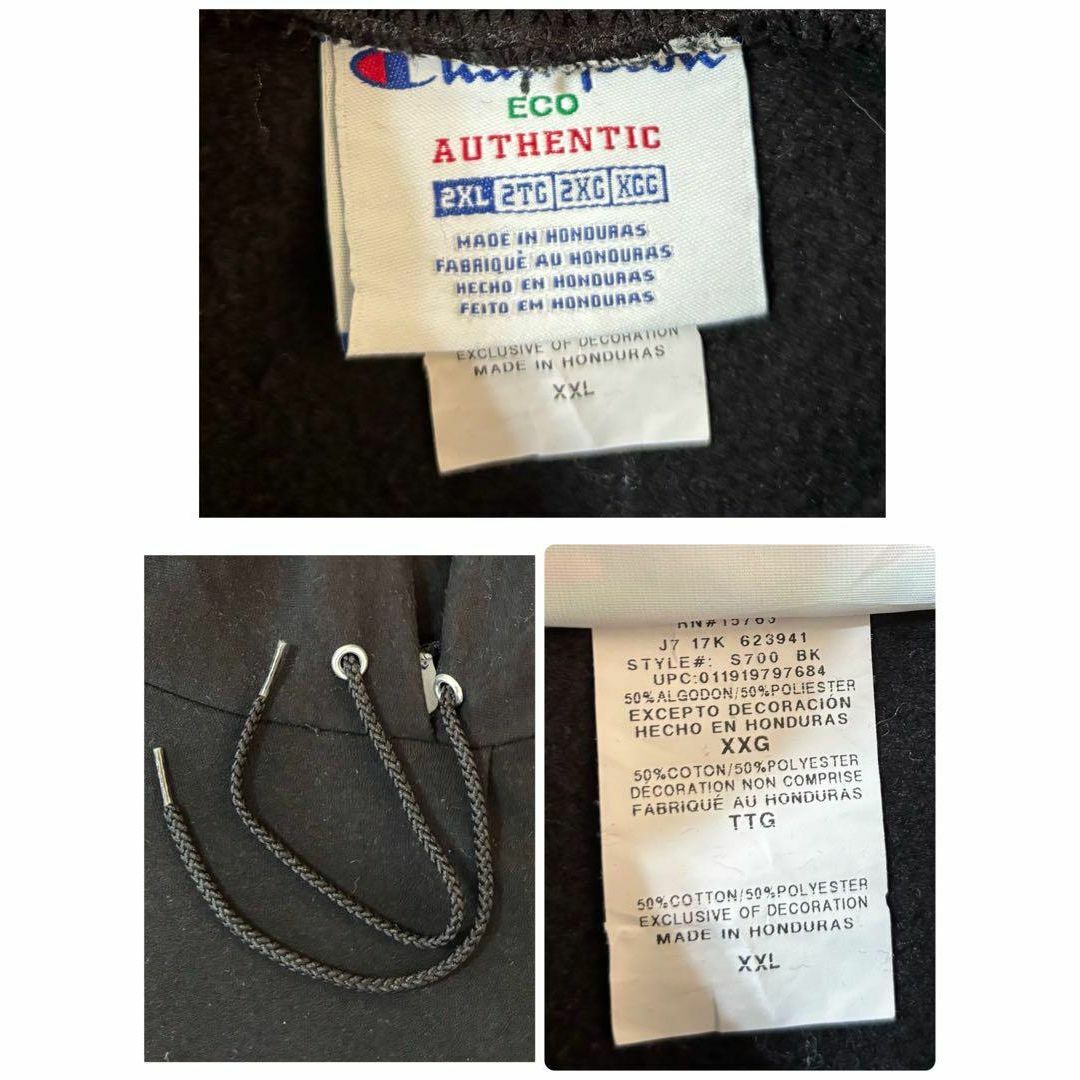 Champion
ECO
AUTHENTIC
2XL 2TG 2XG XGG
MADE IN HONDURAS
FABRIQUÉ AU HONDURAS
HECHO EN HONDURAS
FEITO EM HONDURAS
EXCLUSIVE OF DECORATION
MADE IN HONDURAS
XXL
RN#15763
J7 17K 623941
STYLE#: S700 BK
UPC:011919797684
50%ALGODON/50%POLIESTER
EXCEPTO DECORACIÓN
HECHO EN HONDURAS
XXG
50%COTON/50%POLYESTER
DÉCORATION NON COMPRISE
FABRIQUÉ AU HONDURAS
TTG
50%COTTON/50%POLYESTER
EXCLUSIVE OF DECORATION
MADE IN HONDURAS
XXL